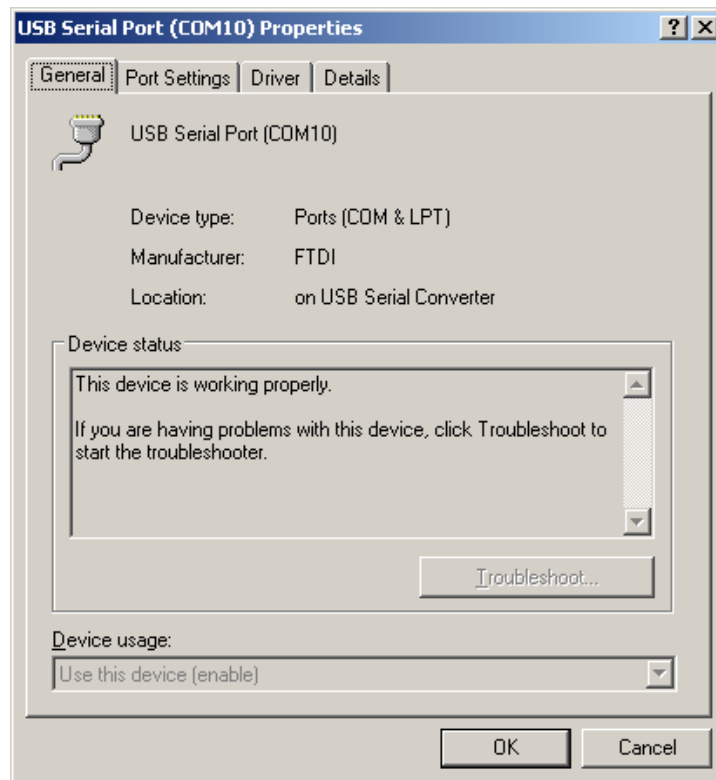 USB Serial Port (COM10) Properties
General
Port Settings
Driver
Details
USB Serial Port (COM10)
Device type: Ports (COM & LPT)
Manufacturer: FTDI
Location: on USB Serial Converter
Device status
This device is working properly.
If you are having problems with this device, click Troubleshoot to
start the troubleshooter.
Troubleshoot...
Device usage:
Use this device (enable)
OK
Cancel